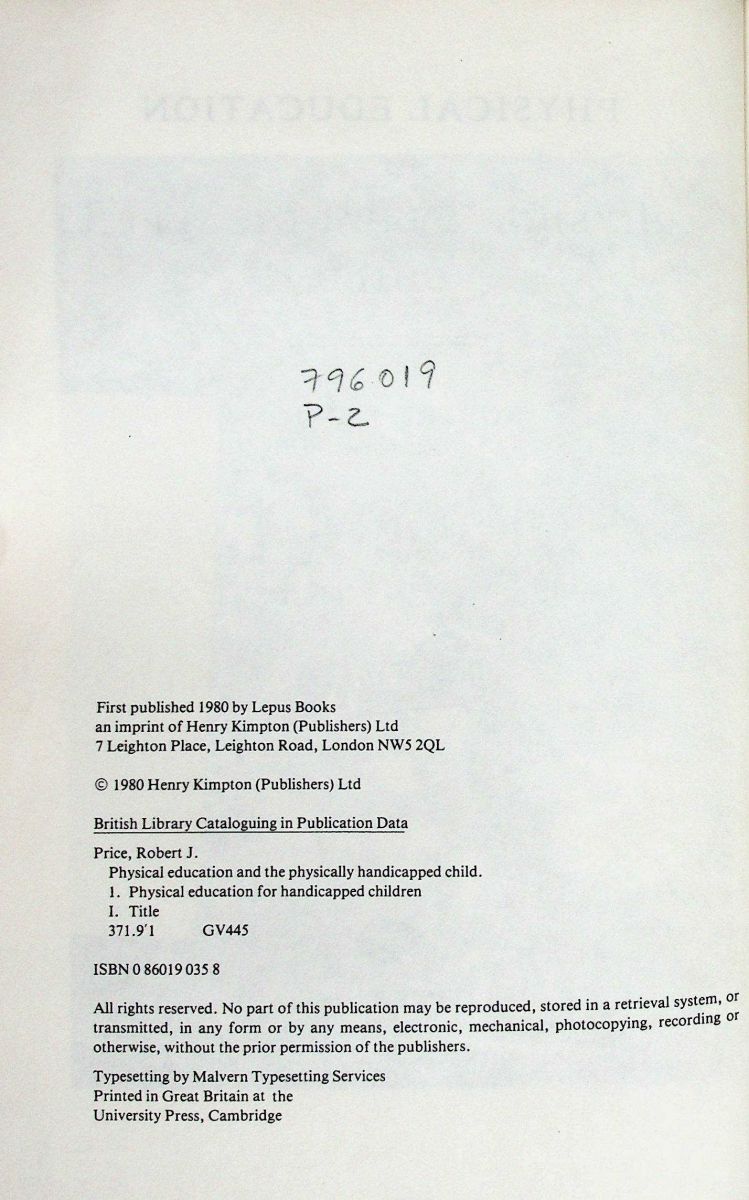 796.019
P-2
First published 1980 by Lepus Books
an imprint of Henry Kimpton (Publishers) Ltd
7 Leighton Place, Leighton Road, London NW5 2QL
© 1980 Henry Kimpton (Publishers) Ltd
British Library Cataloguing in Publication Data
Price, Robert J.
Physical education and the physically handicapped child.
1. Physical education for handicapped children
I. Title
371.9'1 GV445
ISBN 0 86019 035 8
All rights reserved. No part of this publication may be reproduced, stored in a retrieval system, or
transmitted, in any form or by any means, electronic, mechanical, photocopying, recording or
otherwise, without the prior permission of the publishers.
Typesetting by Malvern Typesetting Services
Printed in Great Britain at the
University Press, Cambridge